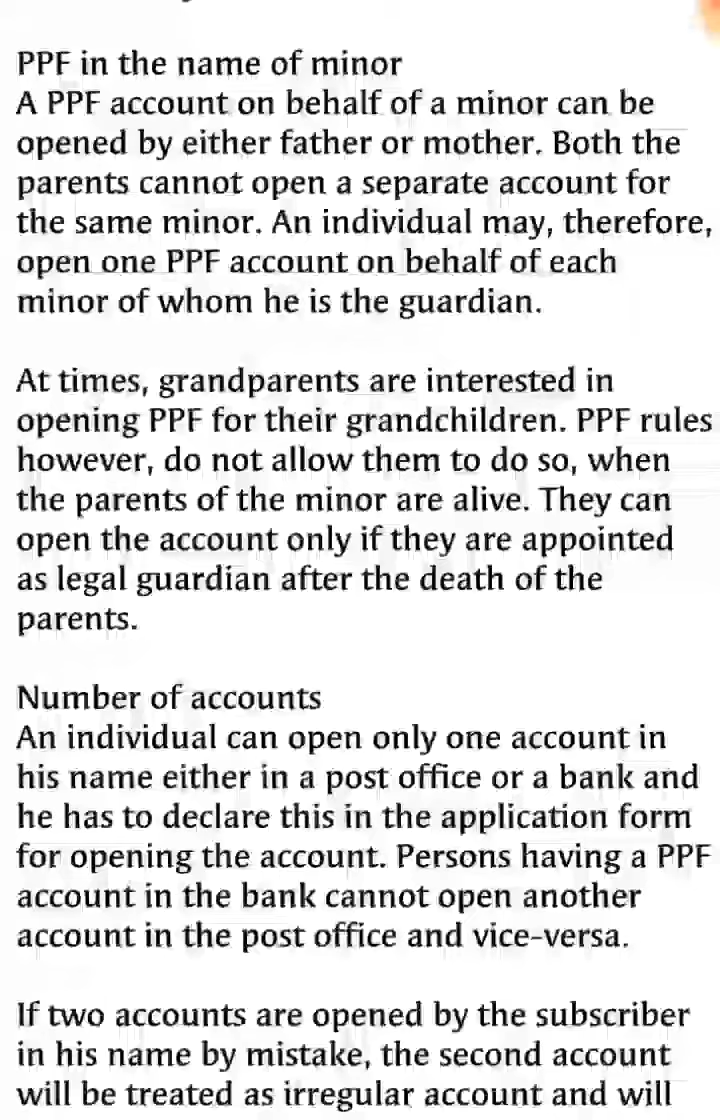 PPF in the name of minor
A PPF account on behalf of a minor can be
opened by either father or mother. Both the
parents cannot open a separate account for
the same minor. An individual may, therefore,
open one PPF account on behalf of each
minor of whom he is the guardian.
At times, grandparents are interested in
opening PPF for their grandchildren. PPF rules
however, do not allow them to do so, when
the parents of the minor are alive. They can
open the account only if they are appointed
as legal guardian after the death of the
parents.
Number of accounts
An individual can open only one account in
his name either in a post office or a bank and
he has to declare this in the application form
for opening the account. Persons having a PPF
account in the bank cannot open another
account in the post office and vice-versa.
If two accounts are opened by the subscriber
in his name by mistake, the second account
will be treated as irregular account and will